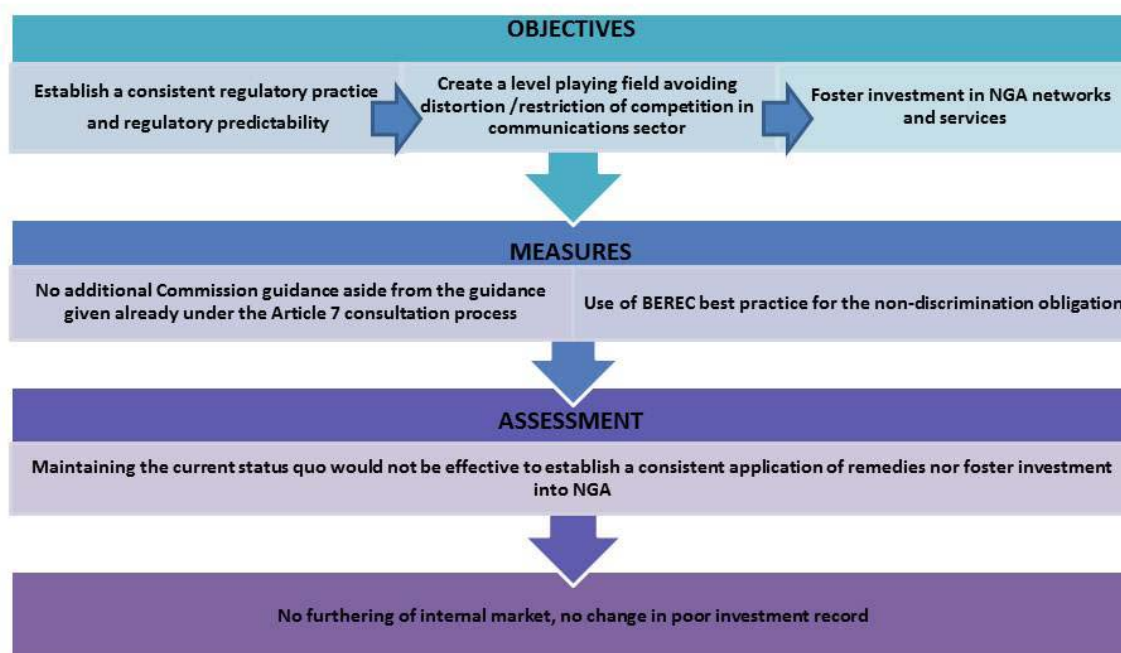 OBJECTIVES
Establish a consistent regulatory practice
and regulatory predictability
Create a level playing field avoiding
distortion /restriction of competition in
communications sector
Foster investment in NGA networks
and services
MEASURES
No additional Commission guidance aside from the guidance
given already under the Article 7 consultation process
Use of BEREC best practice for the non-discrimination obligation
ASSESSMENT
Maintaining the current status quo would not be effective to establish a consistent application of remedies nor foster investment
into NGA
No furthering of internal market, no change in poor investment record